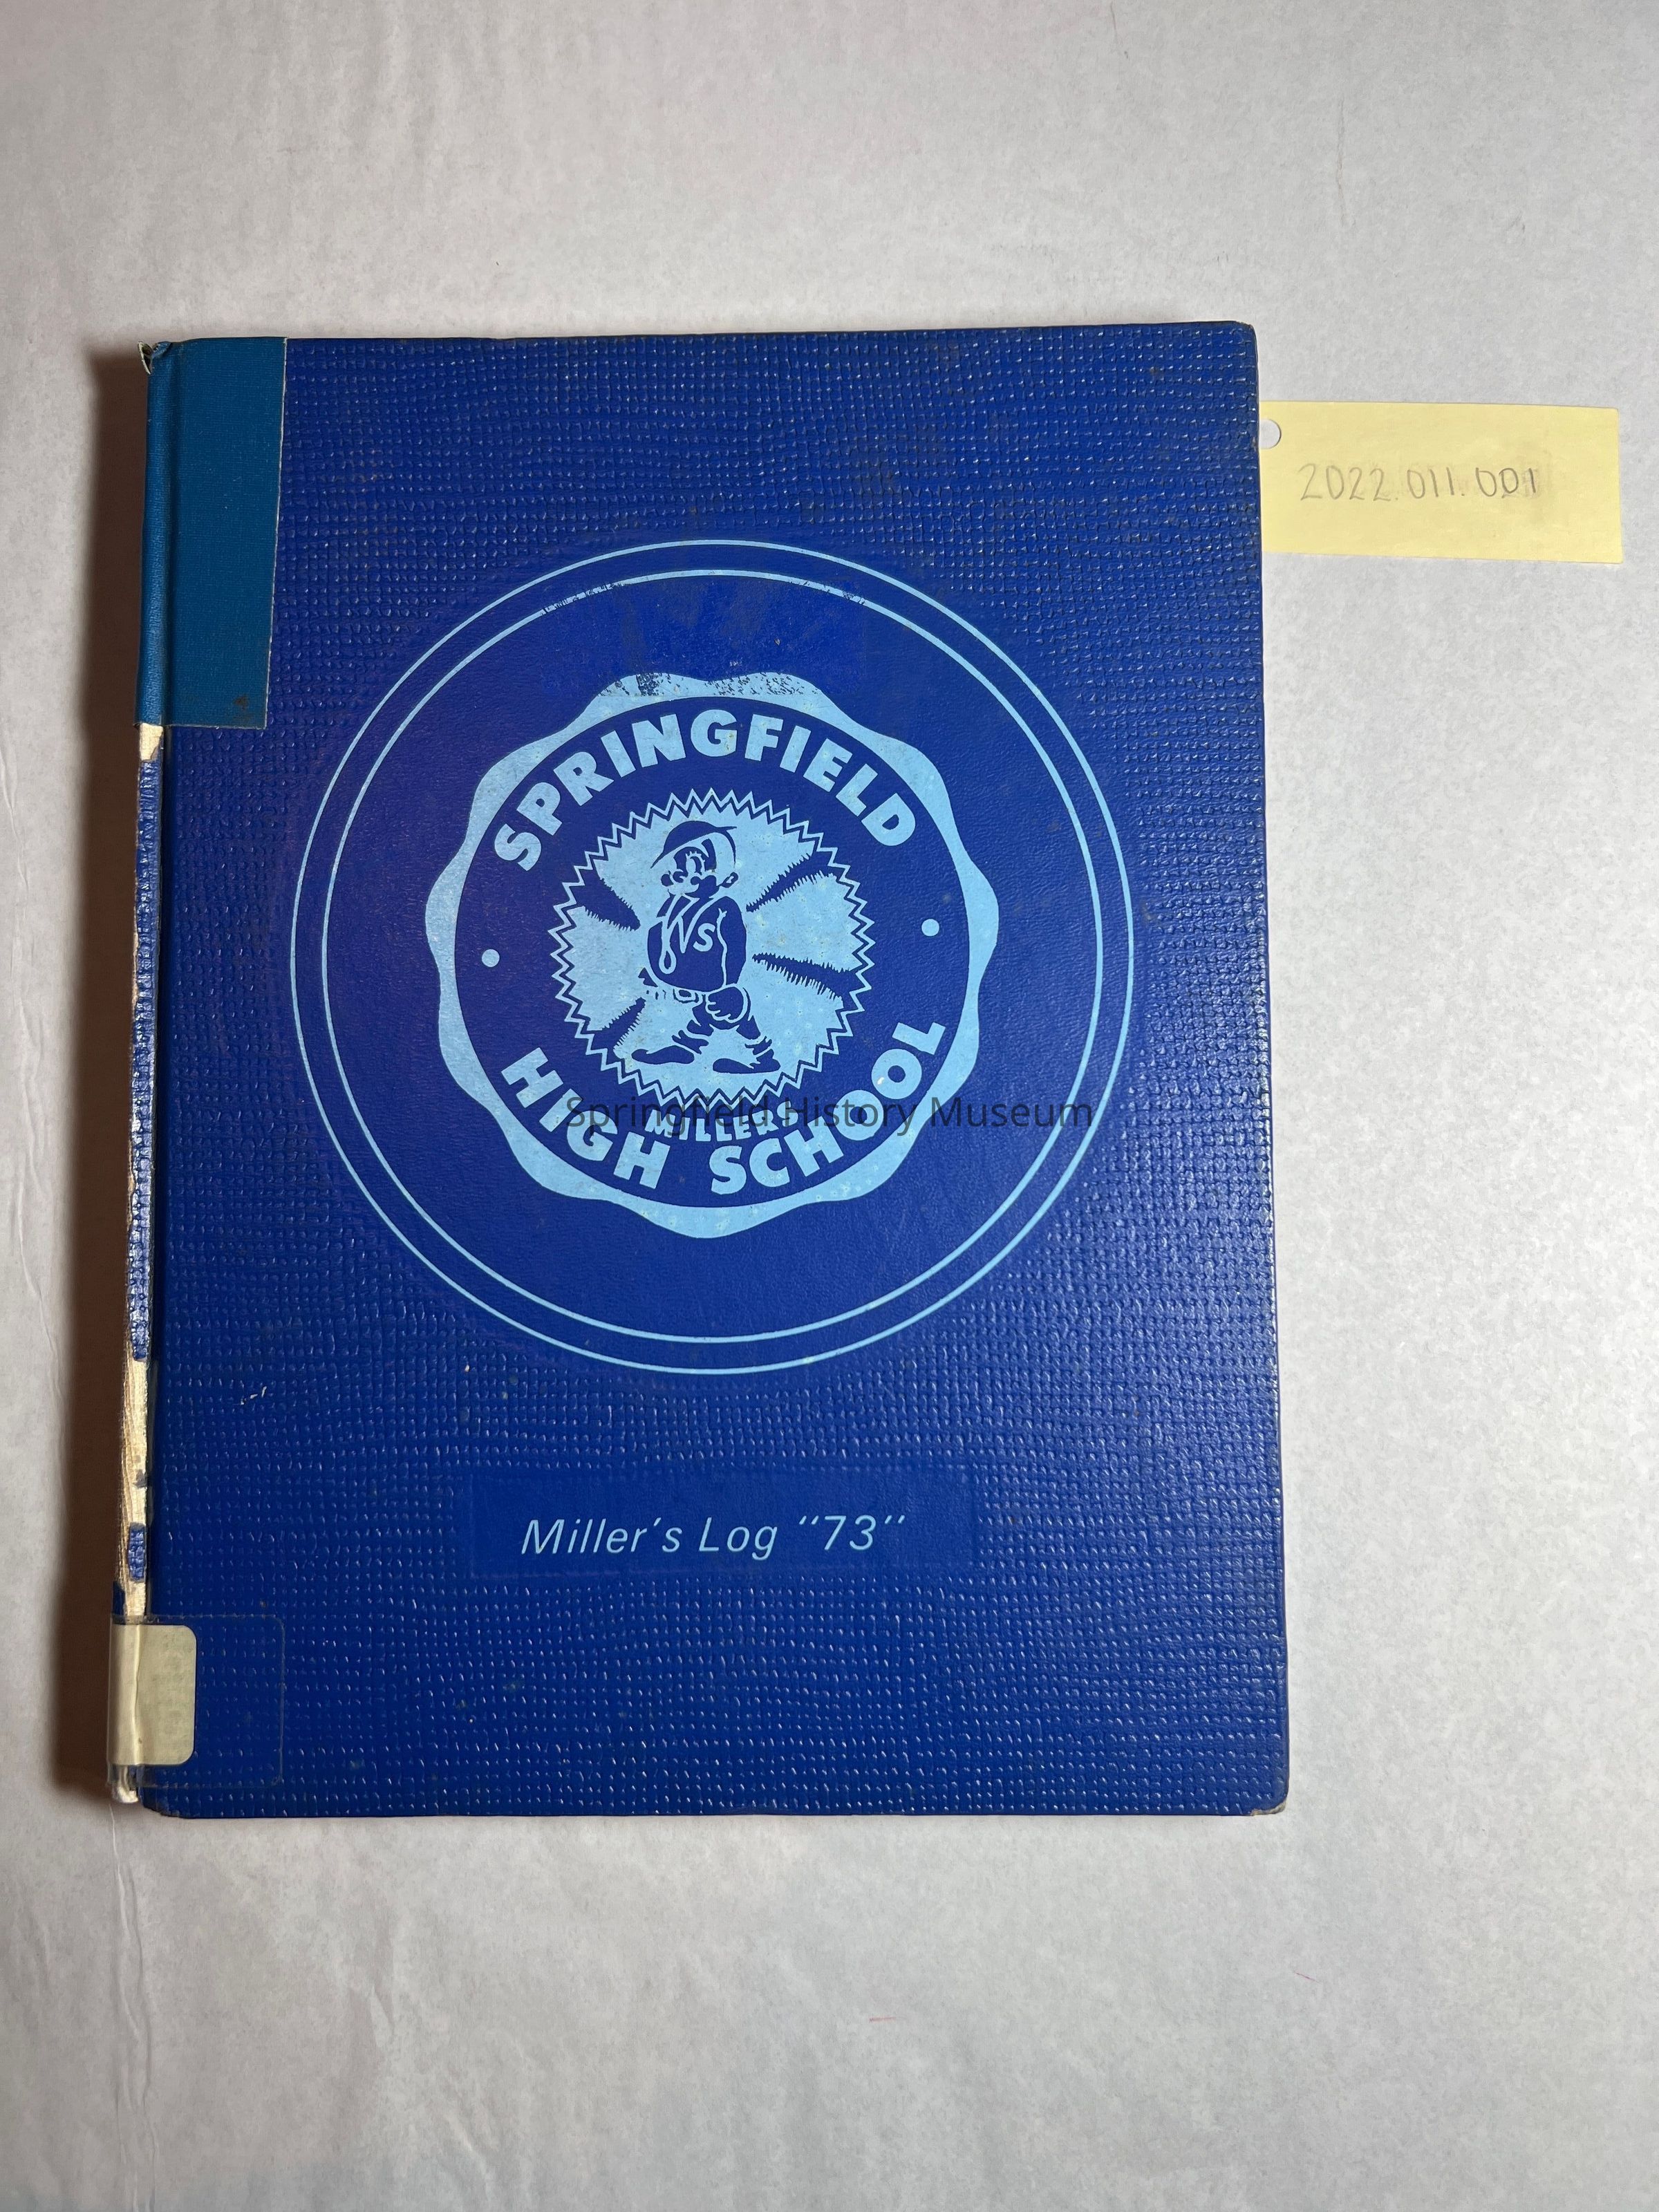 2022.011.001
SPRINGFIELD
S
MILLERS
HIGH SCHOOL
Springfield History Museum
Miller's Log "73"